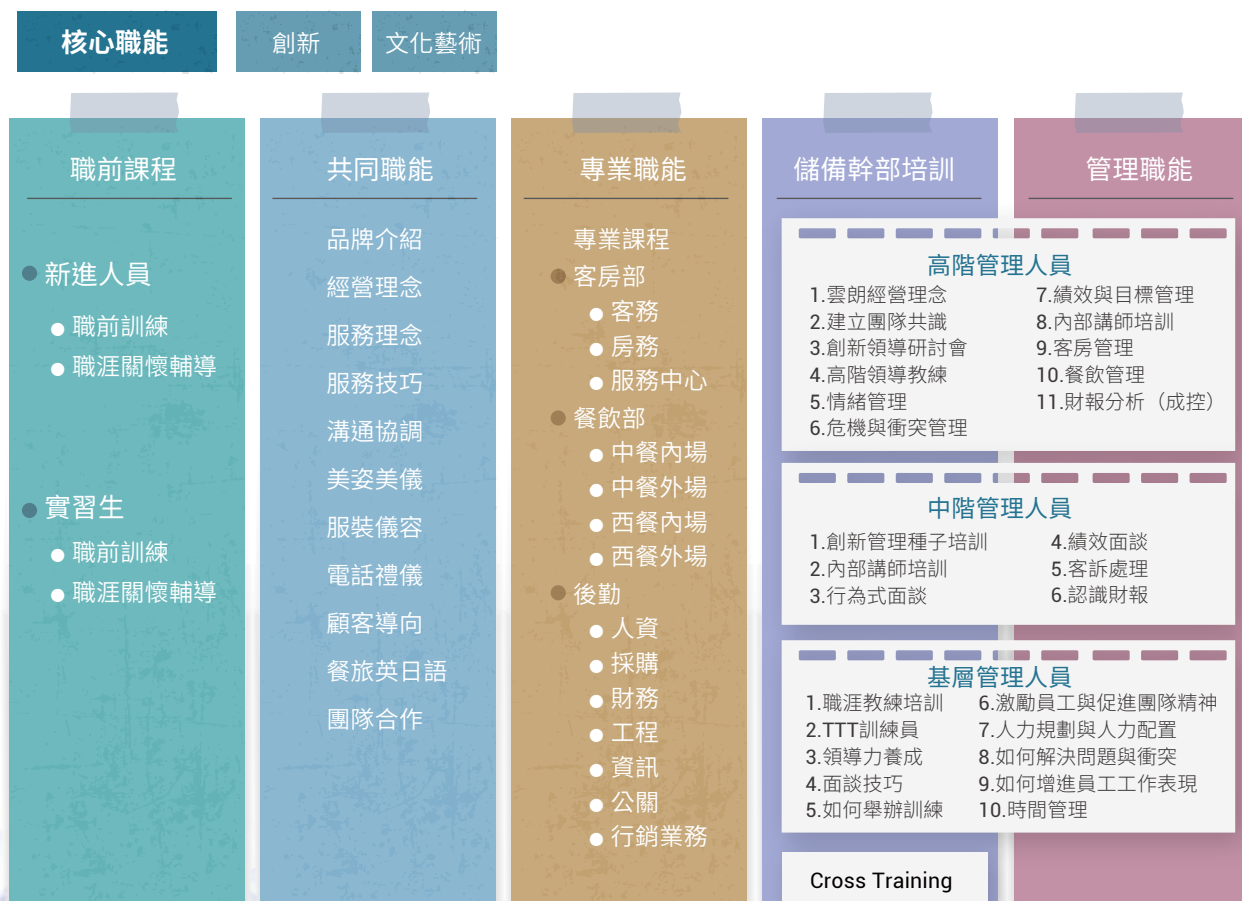 核心職能
創新
文化藝術
職前課程
新進人員
職前訓練
職涯關懷輔導
實習生
職前訓練
職涯關懷輔導
共同職能
品牌介紹
經營理念
服務理念
服務技巧
溝通協調
美姿美儀
服裝儀容
電話禮儀
顧客導向
餐旅英日語
團隊合作
專業職能
專業課程
客房部
客務
房務
服務中心
餐飲部
中餐內場
中餐外場
西餐內場
西餐外場
後勤
人資
採購
財務
工程
資訊
公關
行銷業務
儲備幹部培訓
管理職能
高階管理人員
1.雲朗經營理念
2.建立團隊共識
3.創新領導研討會
4.高階領導教練
5.情緒管理
6.危機與衝突管理
7.績效與目標管理
8.內部講師培訓
9.客房管理
10.餐飲管理
11.財報分析（成控）
中階管理人員
1.創新管理種子培訓
2.內部講師培訓
3.行為式面談
4.績效面談
5.客訴處理
6.認識財報
基層管理人員
1.職涯教練培訓
2.TTT訓練員
3.領導力養成
4.面談技巧
5.如何舉辦訓練
6.激勵員工與促進團隊精神
7.人力規劃與人力配置
8.如何解決問題與衝突
9.如何增進員工工作表現
10.時間管理
Cross Training